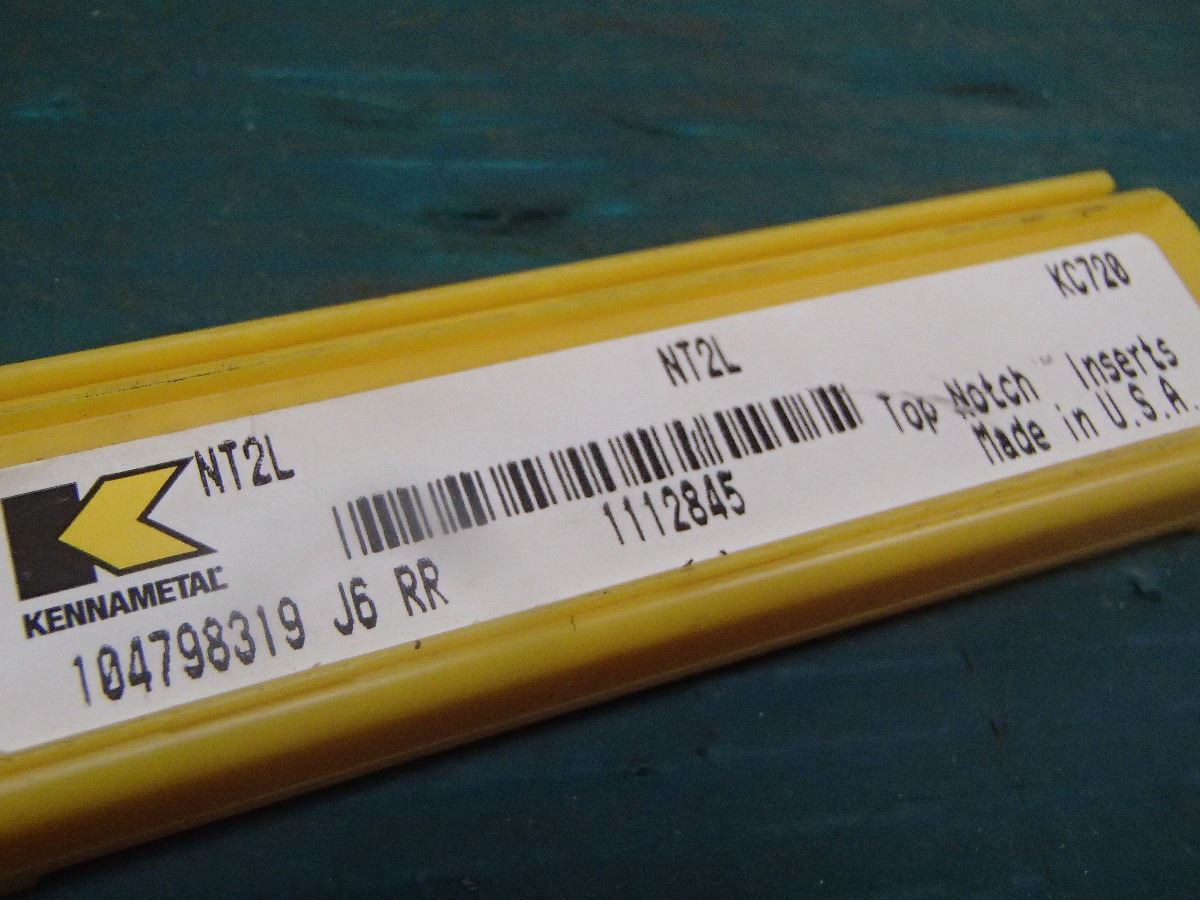 KC720
NT2L
NT2L
Top Notch™ Inserts
Made in U.S.A.
1112845
KENNAMETAL®
104798319 J6 RR